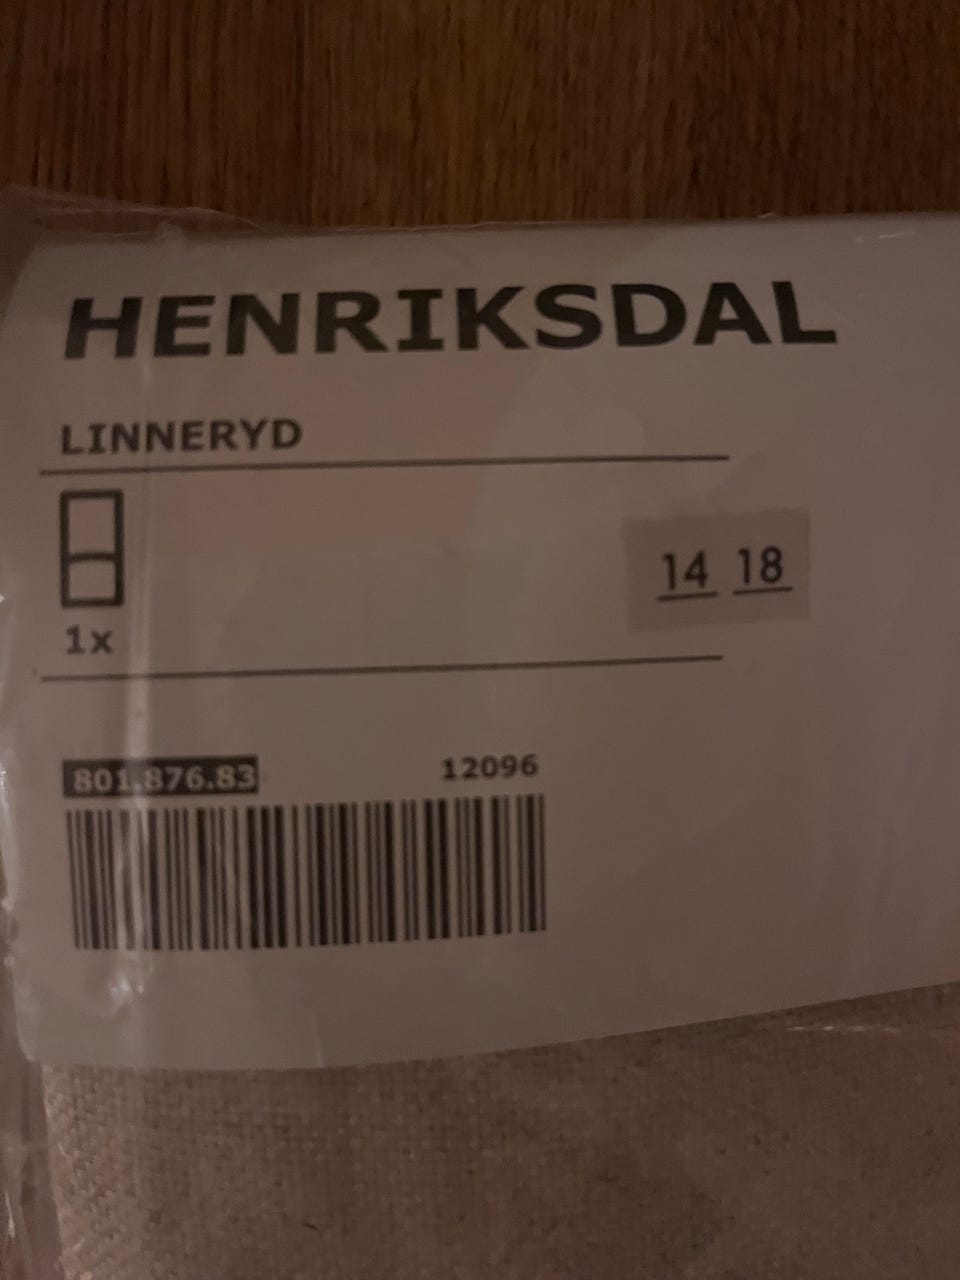 HENRIKSDAL
LINNERYD
14 18
1x
801.876.83 12096